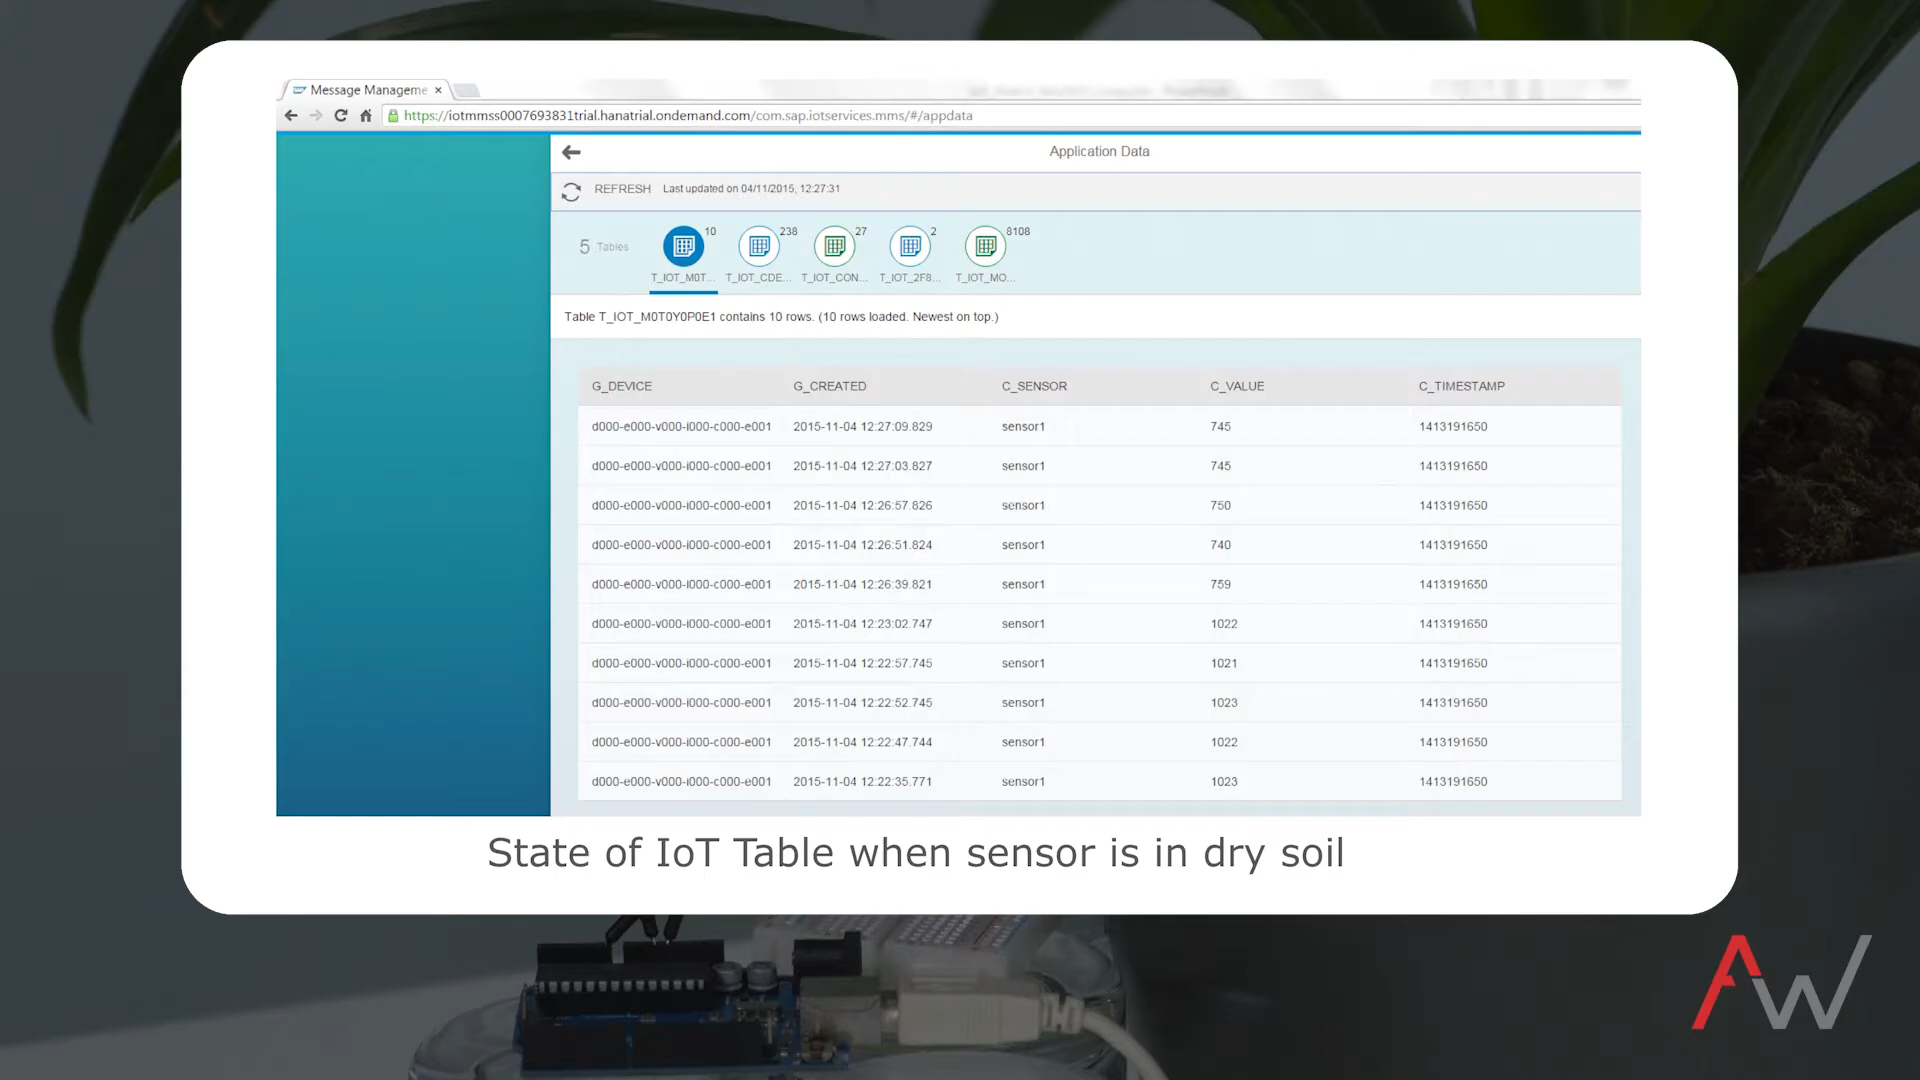 Message Manageme ×
https://iotmmss0007693831trial.hanatrial.ondemand.com/com.sap.iotservices.mms/#/appdata
Application Data
REFRESH Last updated on 04/11/2015, 12:27:31
5 Tables
10 238 27 2 8108
T_IOT_M0T... T_IOT_CDE... T_IOT_CON... T_IOT_2F8... T_IOT_MO...
Table T_IOT_M0T0Y0P0E1 contains 10 rows. (10 rows loaded. Newest on top.)
G_DEVICE G_CREATED C_SENSOR C_VALUE C_TIMESTAMP
d000-e000-v000-i000-c000-e001 2015-11-04 12:27:09.829 sensor1 745 1413191650
d000-e000-v000-i000-c000-e001 2015-11-04 12:27:03.827 sensor1 745 1413191650
d000-e000-v000-i000-c000-e001 2015-11-04 12:26:57.826 sensor1 750 1413191650
d000-e000-v000-i000-c000-e001 2015-11-04 12:26:51.824 sensor1 740 1413191650
d000-e000-v000-i000-c000-e001 2015-11-04 12:26:39.821 sensor1 759 1413191650
d000-e000-v000-i000-c000-e001 2015-11-04 12:23:02.747 sensor1 1022 1413191650
d000-e000-v000-i000-c000-e001 2015-11-04 12:22:57.745 sensor1 1021 1413191650
d000-e000-v000-i000-c000-e001 2015-11-04 12:22:52.745 sensor1 1023 1413191650
d000-e000-v000-i000-c000-e001 2015-11-04 12:22:47.744 sensor1 1022 1413191650
d000-e000-v000-i000-c000-e001 2015-11-04 12:22:35.771 sensor1 1023 1413191650
State of IoT Table when sensor is in dry soil
AW